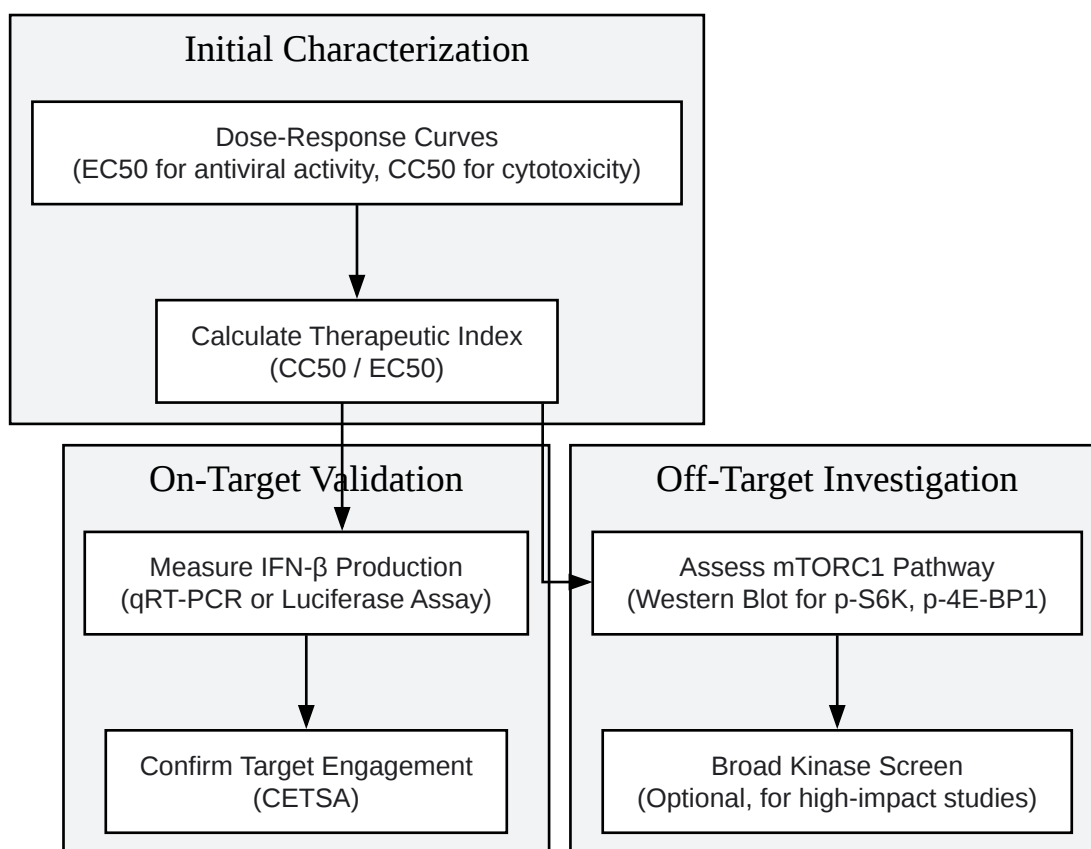 Initial Characterization
Dose-Response Curves
(EC50 for antiviral activity, CC50 for cytotoxicity)
Calculate Therapeutic Index
(CC50 / EC50)
On-Target Validation
Measure IFN-β Production
(qRT-PCR or Luciferase Assay)
Confirm Target Engagement
(CETSA)
Off-Target Investigation
Assess mTORC1 Pathway
(Western Blot for p-S6K, p-4E-BP1)
Broad Kinase Screen
(Optional, for high-impact studies)